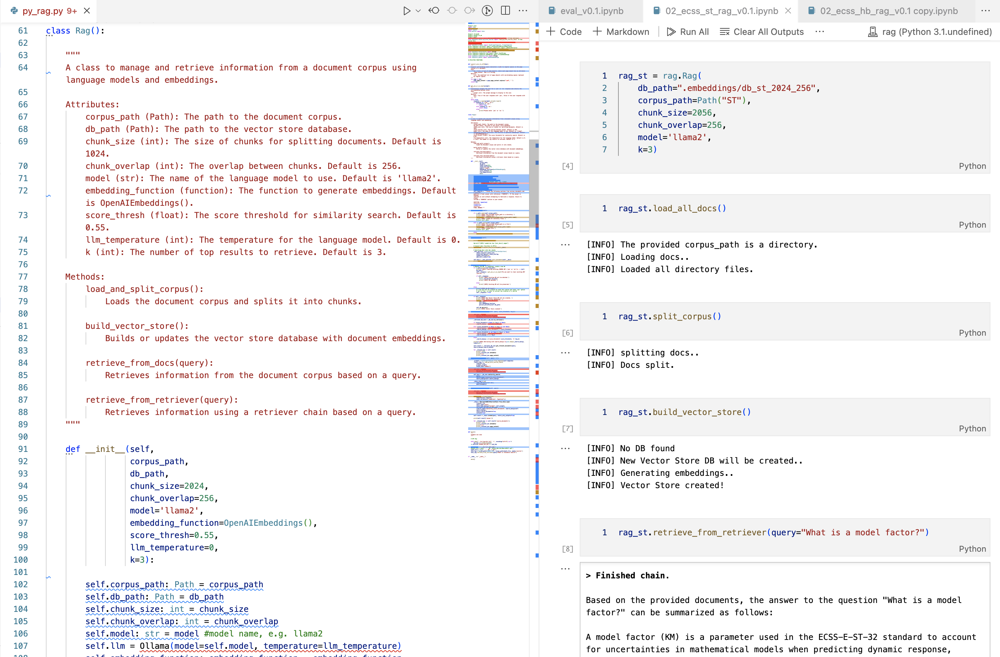 py_rag.py 9+
61 class Rag():
62
63 """
64 A class to manage and retrieve information from a document corpus using
language models and embeddings.
65
66 Attributes:
67 corpus_path (Path): The path to the document corpus.
68 db_path (Path): The path to the vector store database.
69 chunk_size (int): The size of chunks for splitting documents. Default is
1024.
70 chunk_overlap (int): The overlap between chunks. Default is 256.
71 model (str): The name of the language model to use. Default is 'llama2'.
72 embedding_function (function): The function to generate embeddings. Default
is OpenAIEmbeddings().
73 score_thresh (float): The score threshold for similarity search. Default is
0.55.
74 llm_temperature (int): The temperature for the language model. Default is 0.
75 k (int): The number of top results to retrieve. Default is 3.
76
77 Methods:
78 load_and_split_corpus():
79 Loads the document corpus and splits it into chunks.
80
81 build_vector_store():
82 Builds or updates the vector store database with document embeddings.
83
84 retrieve_from_docs(query):
85 Retrieves information from the document corpus based on a query.
86
87 retrieve_from_retriever(query):
88 Retrieves information using a retriever chain based on a query.
89 """
90
91 def __init__(self,
92 corpus_path,
93 db_path,
94 chunk_size=2024,
95 chunk_overlap=256,
96 model='llama2',
97 embedding_function=OpenAIEmbeddings(),
98 score_thresh=0.55,
99 llm_temperature=0,
100 k=3):
101
102 self.corpus_path: Path = corpus_path
103 self.db_path: Path = db_path
104 self.chunk_size: int = chunk_size
105 self.chunk_overlap: int = chunk_overlap
106 self.model: str = model #model name, e.g. llama2
107 self.llm = Ollama(model=self.model, temperature=llm_temperature)
eval_v0.1.ipynb 02_ecss_st_rag_v0.1.ipynb 02_ecss_hb_rag_v0.1 copy.ipynb
Code Markdown Run All Clear All Outputs rag (Python 3.1.undefined)
1 rag_st = rag.Rag(
2 db_path=".embeddings/db_st_2024_256",
3 corpus_path=Path("ST"),
4 chunk_size=2056,
5 chunk_overlap=256,
6 model='llama2',
7 k=3)
[4] Python
1 rag_st.load_all_docs()
[5] Python
[INFO] The provided corpus_path is a directory.
[INFO] Loading docs..
[INFO] Loaded all directory files.
1 rag_st.split_corpus()
[6] Python
[INFO] splitting docs..
[INFO] Docs split.
1 rag_st.build_vector_store()
[7] Python
[INFO] No DB found
[INFO] New Vector Store DB will be created..
[INFO] Generating embeddings..
[INFO] Vector Store created!
1 rag_st.retrieve_from_retriever(query="What is a model factor?")
[8] Python
> Finished chain.
Based on the provided documents, the answer to the question "What is a model
factor?" can be summarized as follows:
A model factor (KM) is a parameter used in the ECSS-E-ST-32 standard to account
for uncertainties in mathematical models when predicting dynamic response,